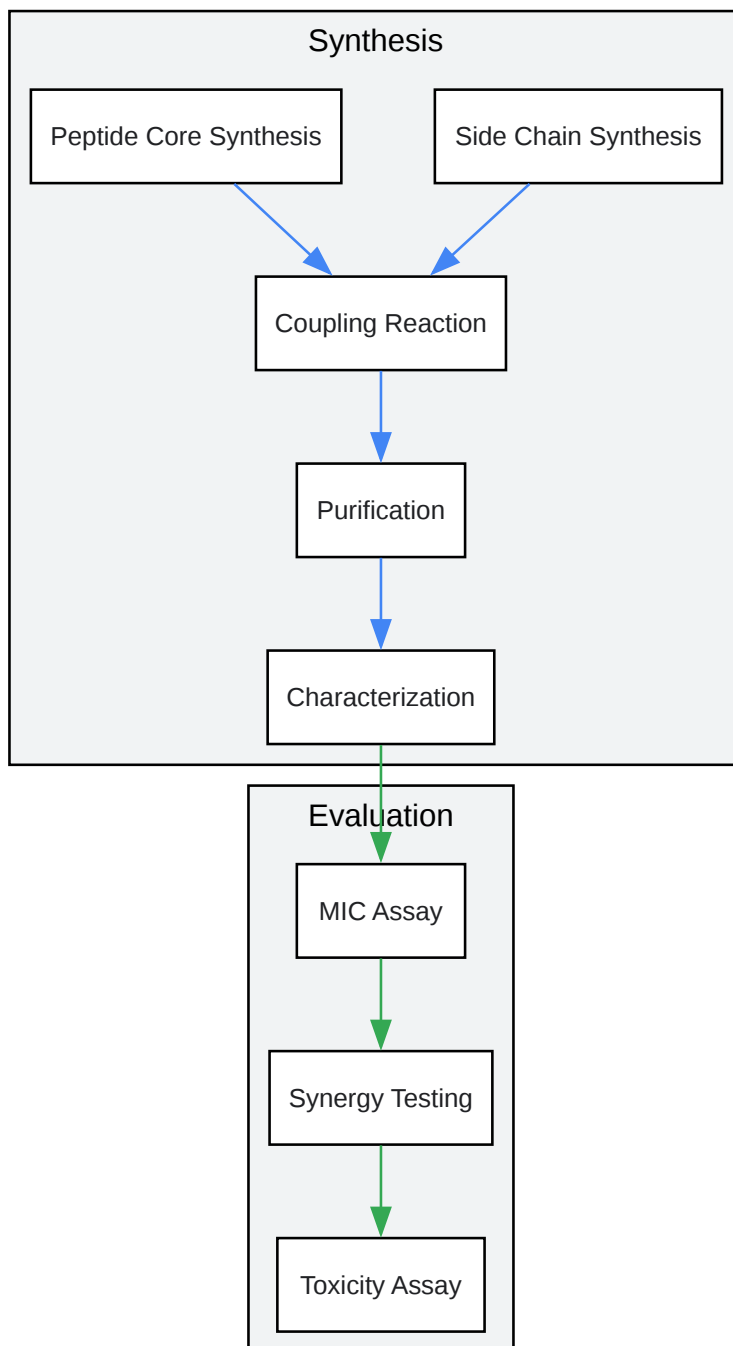 Synthesis
Peptide Core Synthesis
Side Chain Synthesis
Coupling Reaction
Purification
Characterization
Evaluation
MIC Assay
Synergy Testing
Toxicity Assay